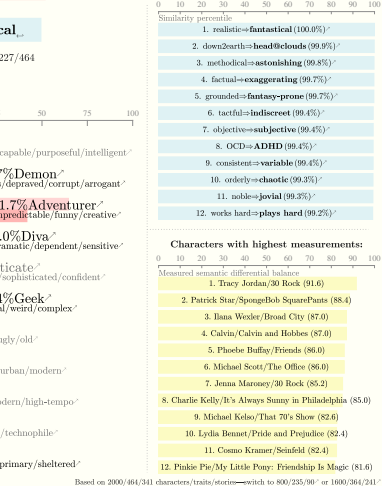 cal
227/464
50 75 100
capable/purposeful/intelligent
%Demon
s/depraved/corrupt/arrogant
1.7%Adventurer
unpredictable/funny/creative
.0%Diva
dramatic/dependent/sensitive
ticate
/sophisticated/confident
%Geek
al/weird/complex
ngly/old
urban/modern
odern/high-tempo
/technophile
primary/sheltered
0 10 20 30 40 50 60 70 80 90 100
Similarity percentile
1. realistic⇒fantastical (100.0%)
2. down2earth⇒head@clouds (99.9%)
3. methodical⇒astonishing (99.8%)
4. factual⇒exaggerating (99.7%)
5. grounded⇒fantasy-prone (99.7%)
6. tactful⇒indiscreet (99.4%)
7. objective⇒subjective (99.4%)
8. OCD⇒ADHD (99.4%)
9. consistent⇒variable (99.4%)
10. orderly⇒chaotic (99.3%)
11. noble⇒jovial (99.3%)
12. works hard⇒plays hard (99.2%)
Characters with highest measurements:
0 10 20 30 40 50 60 70 80 90 100
Measured semantic differential balance
1. Tracy Jordan/30 Rock (91.6)
2. Patrick Star/SpongeBob SquarePants (88.4)
3. Ilana Wexler/Broad City (87.0)
4. Calvin/Calvin and Hobbes (87.0)
5. Phoebe Buffay/Friends (86.0)
6. Michael Scott/The Office (86.0)
7. Jenna Maroney/30 Rock (85.2)
8. Charlie Kelly/It's Always Sunny in Philadelphia (85.0)
9. Michael Kelso/That 70's Show (82.6)
10. Lydia Bennet/Pride and Prejudice (82.4)
11. Cosmo Kramer/Seinfeld (82.4)
12. Pinkie Pie/My Little Pony: Friendship Is Magic (81.6)
Based on 2000/464/341 characters/traits/stories—switch to 800/235/90 or 1600/364/241